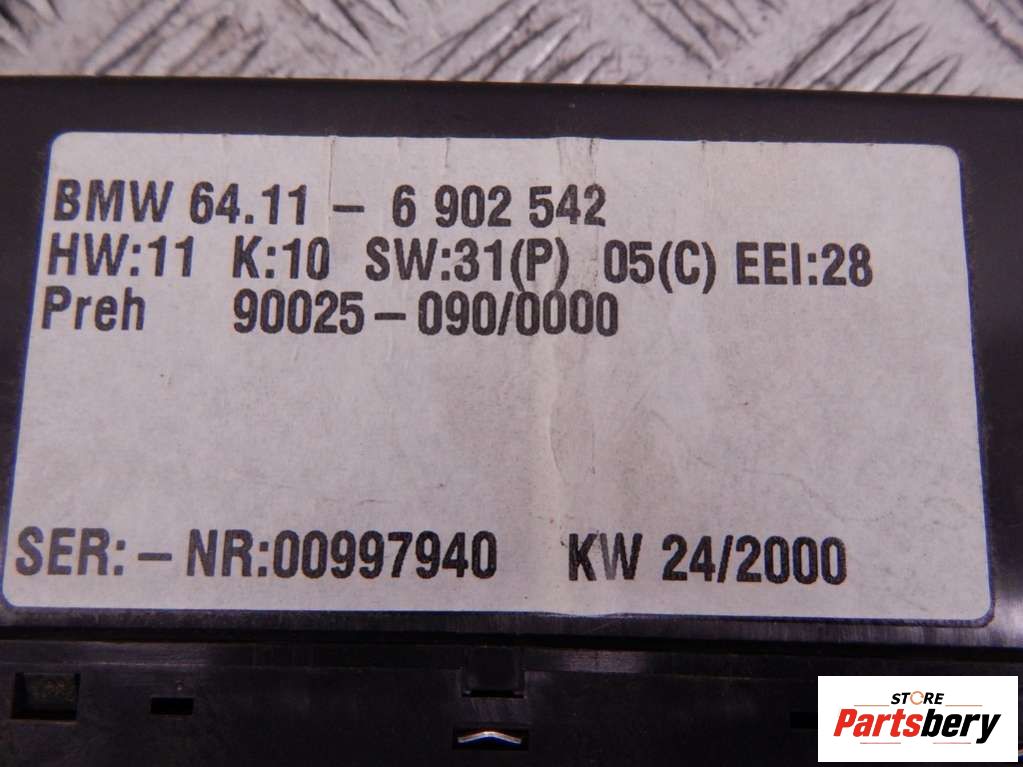 BMW 64.11 – 6 902 542
HW:11 K:10 SW:31(P) 05(C) EEI:28
Preh 90025-090/0000
SER:-NR:00997940 KW 24/2000
STORE
Partsbery